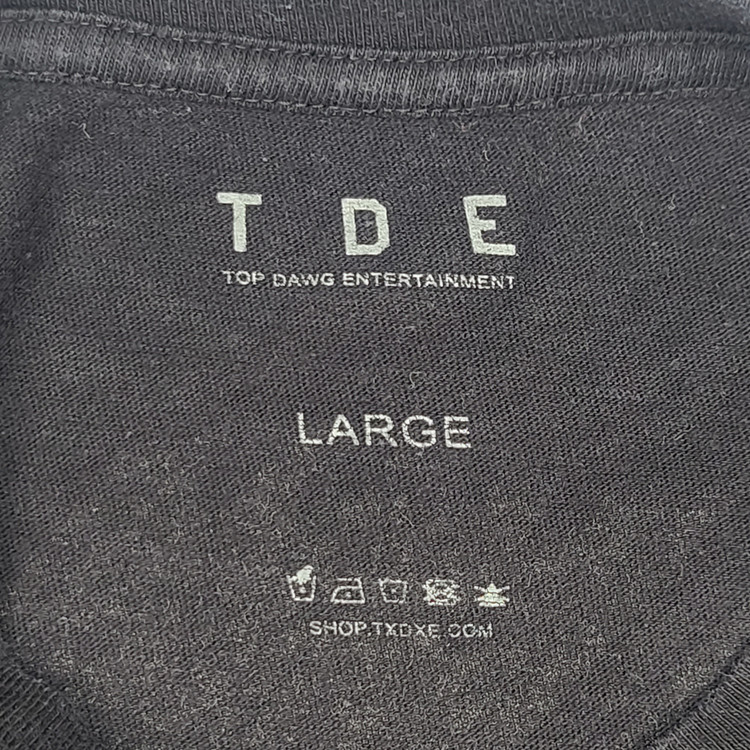 T D E
TOP DAWG ENTERTAINMENT
LARGE
SHOP.TXDXE.COM